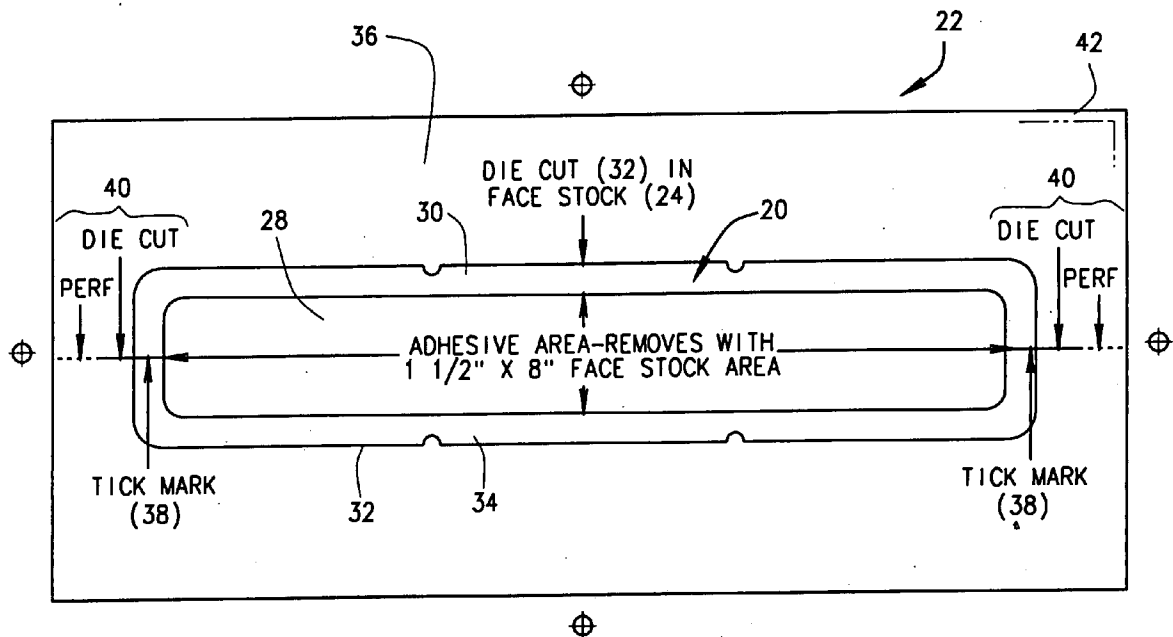 22
36
42
DIE CUT (32) IN
FACE STOCK (24)
40
40
30
20
28
DIE CUT
DIE CUT
PERF
PERF
ADHESIVE AREA-REMOVES WITH
1 1/2" X 8" FACE STOCK AREA
TICK MARK
(38)
32
34
TICK MARK
(38)